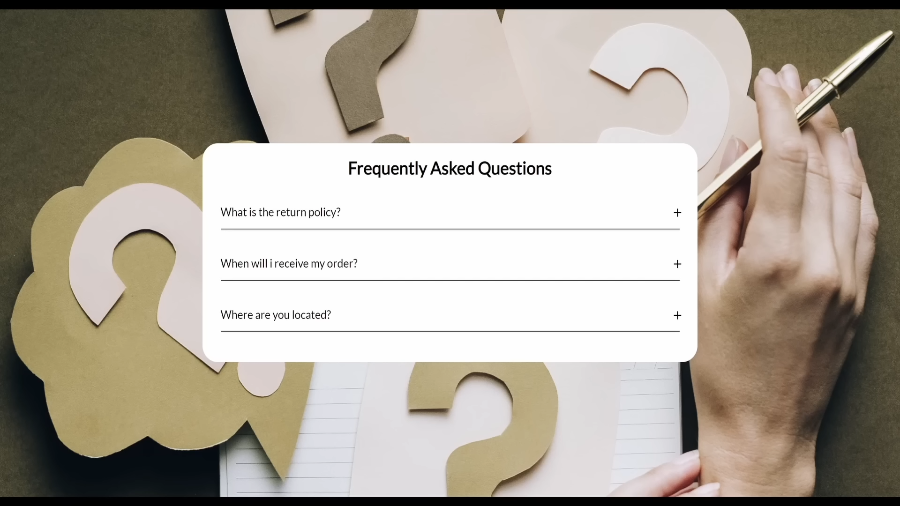 Frequently Asked Questions
What is the return policy? +
When will i receive my order? +
Where are you located? +